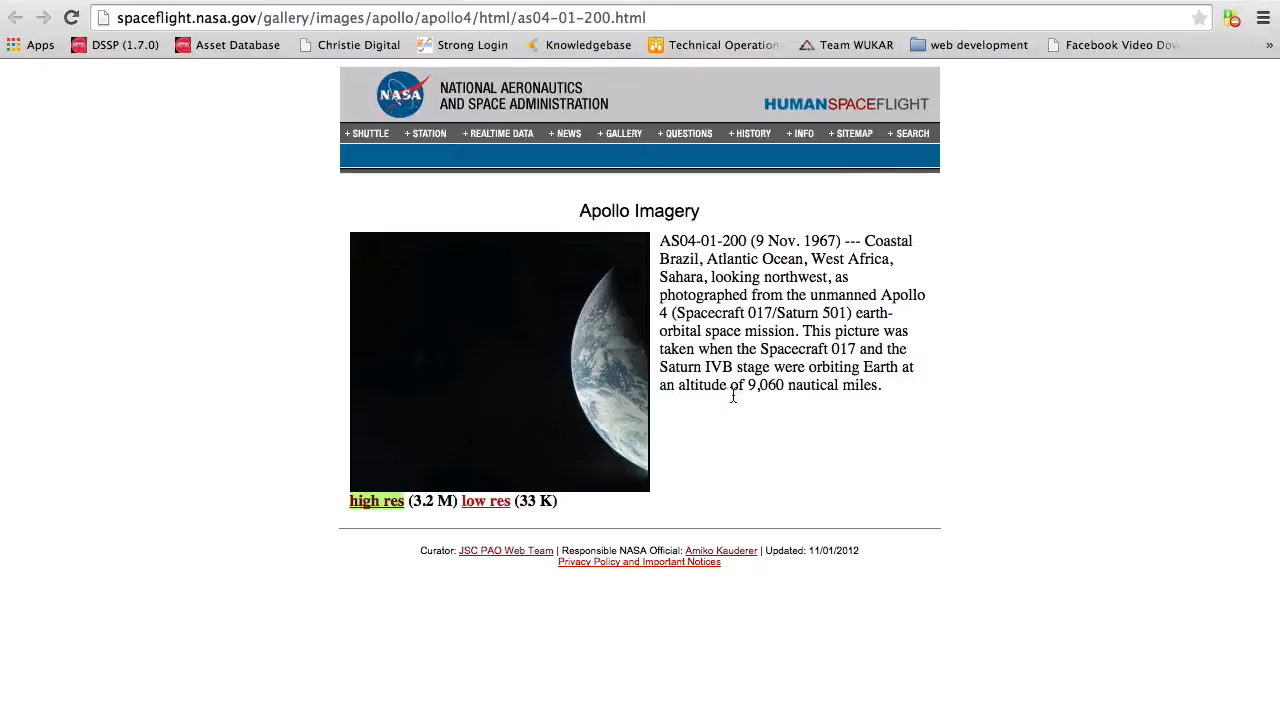 spaceflight.nasa.gov/gallery/images/apollo/apollo4/html/as04-01-200.html
Apps DSSP (1.7.0) Asset Database Christie Digital Strong Login Knowledgebase Technical Operation Team WUKAR web development Facebook Video Dow »
NASA
NATIONAL AERONAUTICS
AND SPACE ADMINISTRATION
HUMANSPACEFLIGHT
+ SHUTTLE + STATION + REALTIME DATA + NEWS + GALLERY + QUESTIONS + HISTORY + INFO + SITEMAP + SEARCH
Apollo Imagery
AS04-01-200 (9 Nov. 1967) --- Coastal
Brazil, Atlantic Ocean, West Africa,
Sahara, looking northwest, as
photographed from the unmanned Apollo
4 (Spacecraft 017/Saturn 501) earth-
orbital space mission. This picture was
taken when the Spacecraft 017 and the
Saturn IVB stage were orbiting Earth at
an altitude of 9,060 nautical miles.
high res (3.2 M) low res (33 K)
Curator: JSC PAO Web Team | Responsible NASA Official: Amiko Kauderer | Updated: 11/01/2012
Privacy Policy and Important Notices